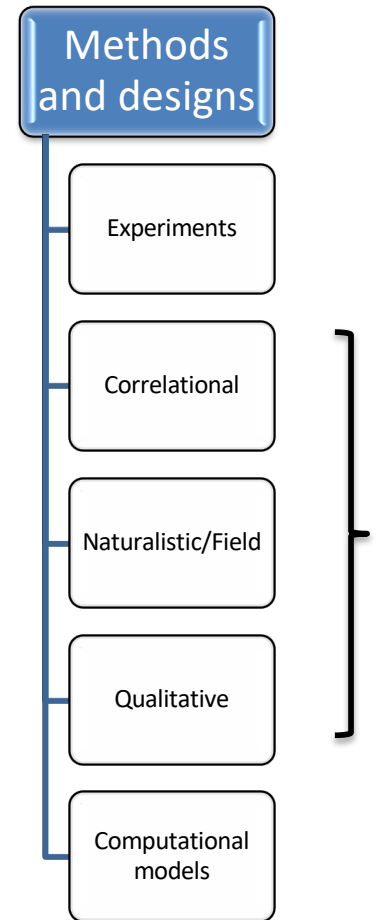 Methods
and designs
Experiments
Correlational
Naturalistic/Field
Qualitative
Computational
models